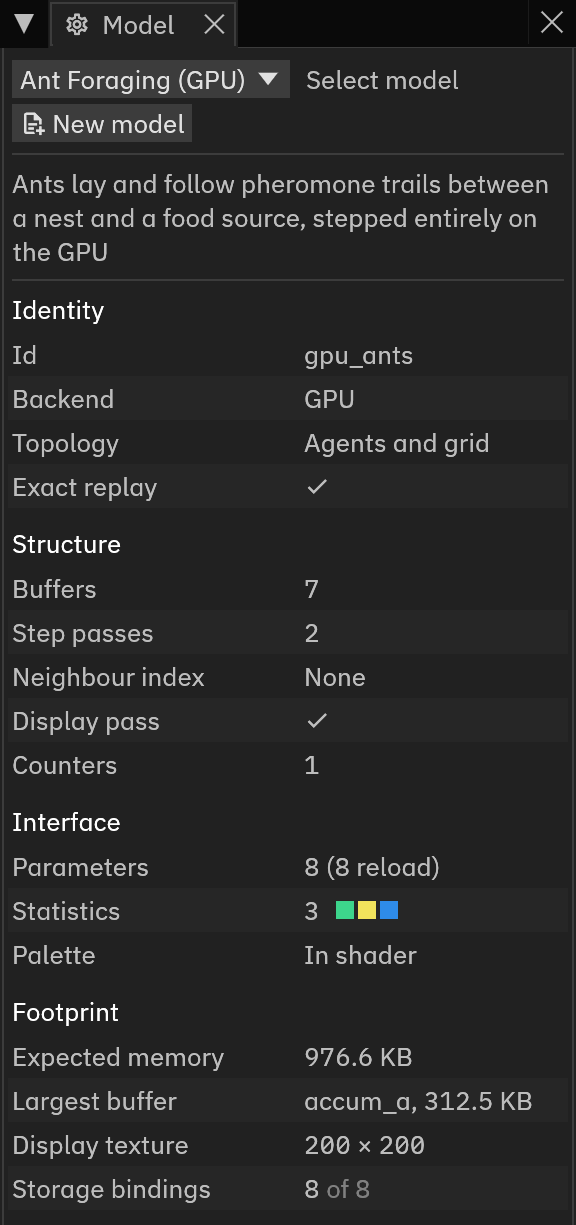 Model
Ant Foraging (GPU) Select model
New model
Ants lay and follow pheromone trails between
a nest and a food source, stepped entirely on
the GPU
Identity
Id gpu_ants
Backend GPU
Topology Agents and grid
Exact replay ✓
Structure
Buffers 7
Step passes 2
Neighbour index None
Display pass ✓
Counters 1
Interface
Parameters 8 (8 reload)
Statistics 3
Palette In shader
Footprint
Expected memory 976.6 KB
Largest buffer accum_a, 312.5 KB
Display texture 200 × 200
Storage bindings 8 of 8